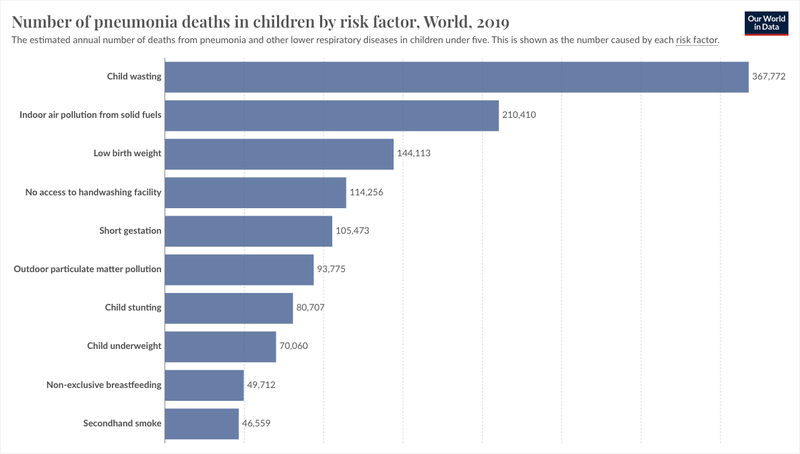 Number of pneumonia deaths in children by risk factor, World, 2019
Our World
in Data
The estimated annual number of deaths from pneumonia and other lower respiratory diseases in children under five. This is shown as the number caused by each risk factor.
Child wasting 367,772
Indoor air pollution from solid fuels 210,410
Low birth weight 144,113
No access to handwashing facility 114,256
Short gestation 105,473
Outdoor particulate matter pollution 93,775
Child stunting 80,707
Child underweight 70,060
Non-exclusive breastfeeding 49,712
Secondhand smoke 46,559